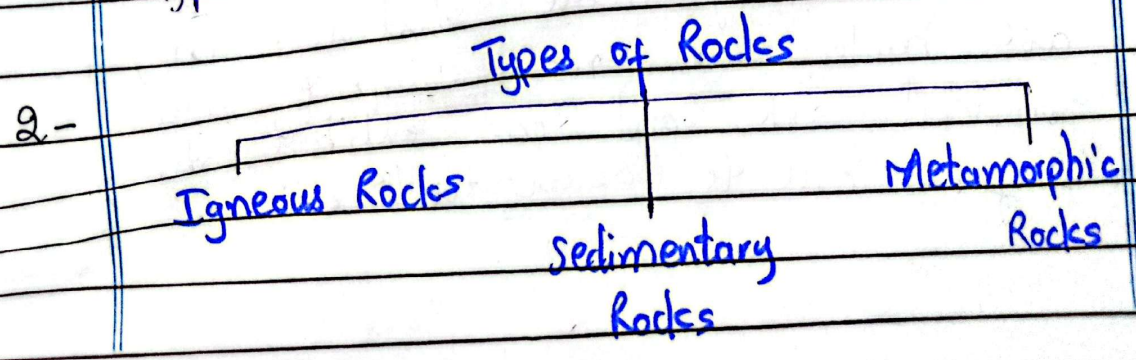 Types of Rocks
2-
Igneous Rocks
Metamorphic
Rocks
Sedimentary
Rocks